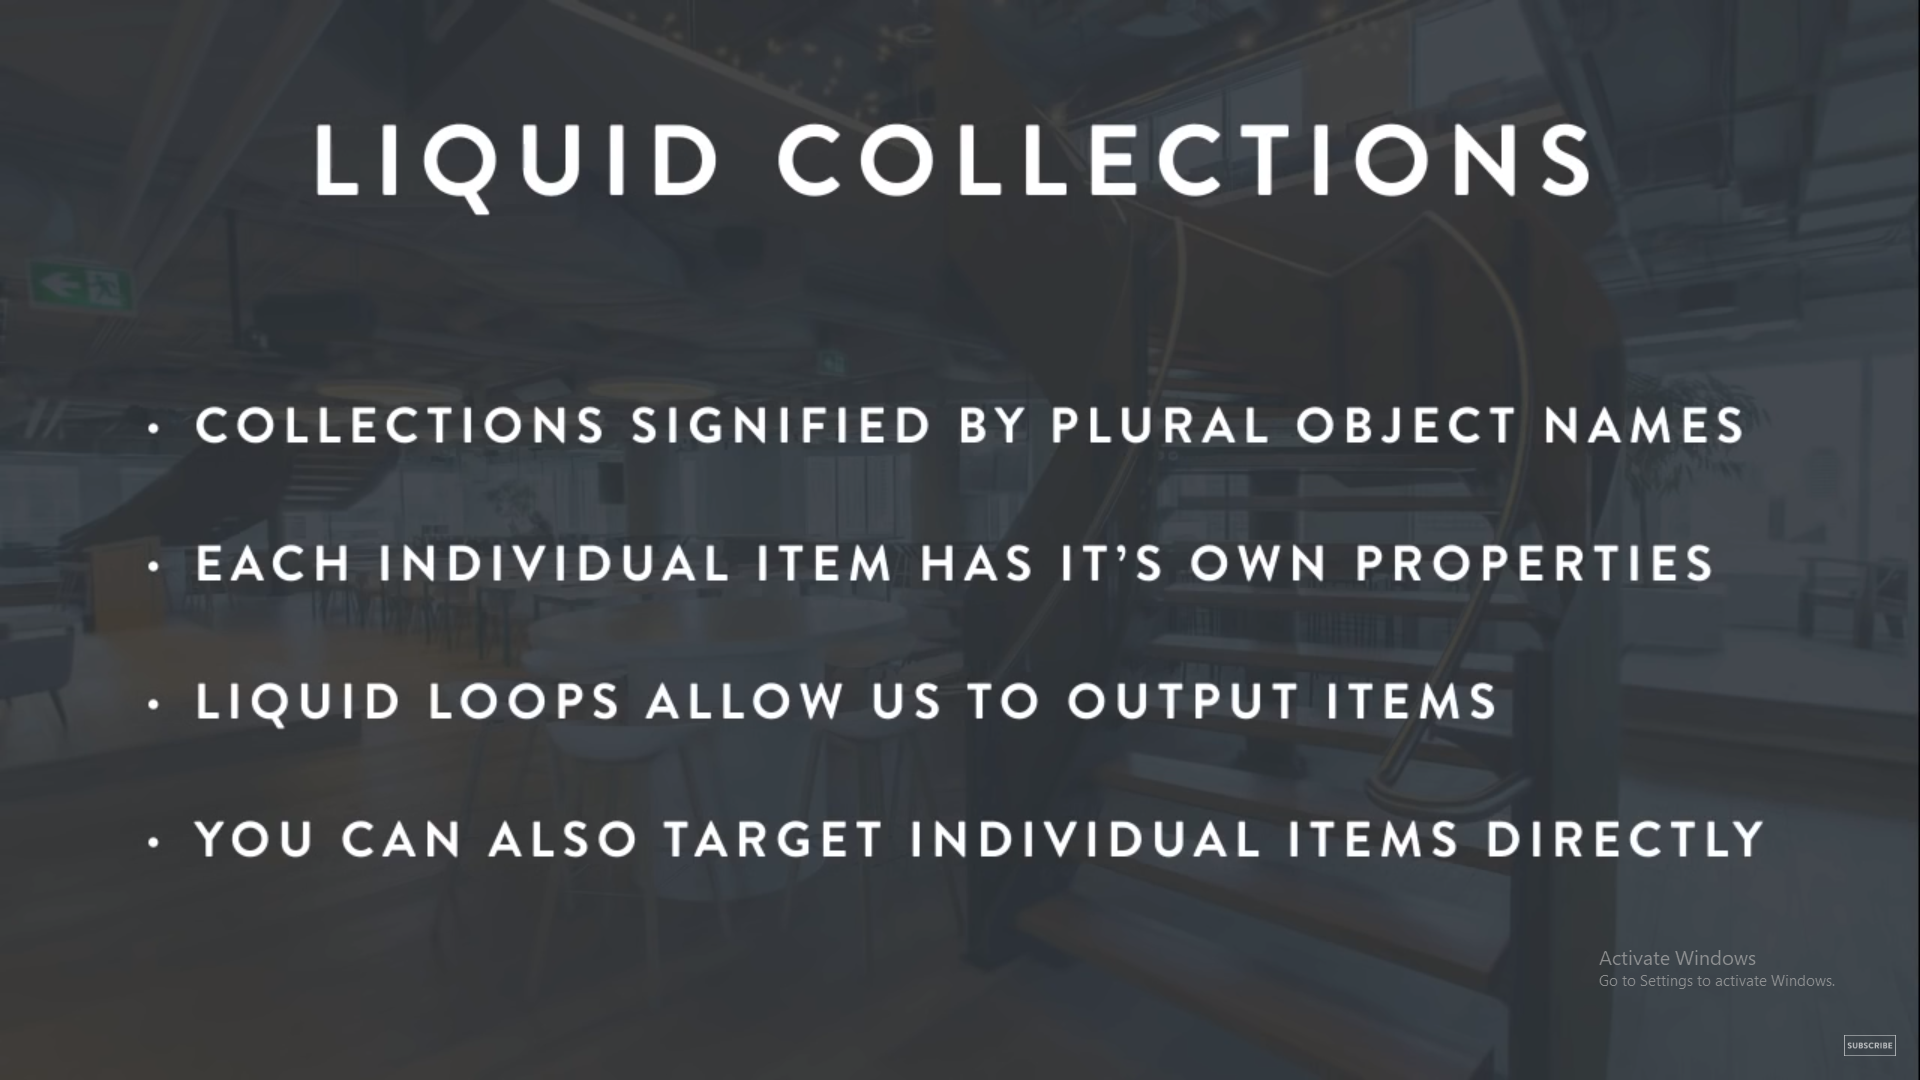 LIQUID COLLECTIONS
• COLLECTIONS SIGNIFIED BY PLURAL OBJECT NAMES
• EACH INDIVIDUAL ITEM HAS IT’S OWN PROPERTIES
• LIQUID LOOPS ALLOW US TO OUTPUT ITEMS
• YOU CAN ALSO TARGET INDIVIDUAL ITEMS DIRECTLY
Activate Windows
Go to Settings to activate Windows.
SUBSCRIBE